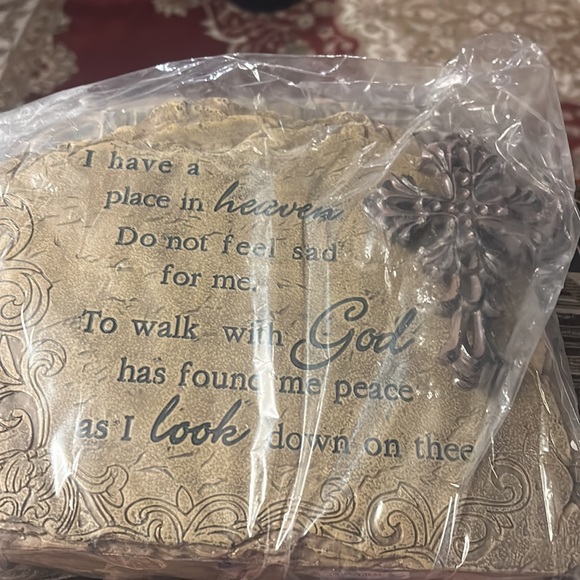 I have a
place in heaven
Do not feel sad
for me.
To walk with God
has found me peace
as I look down on thee